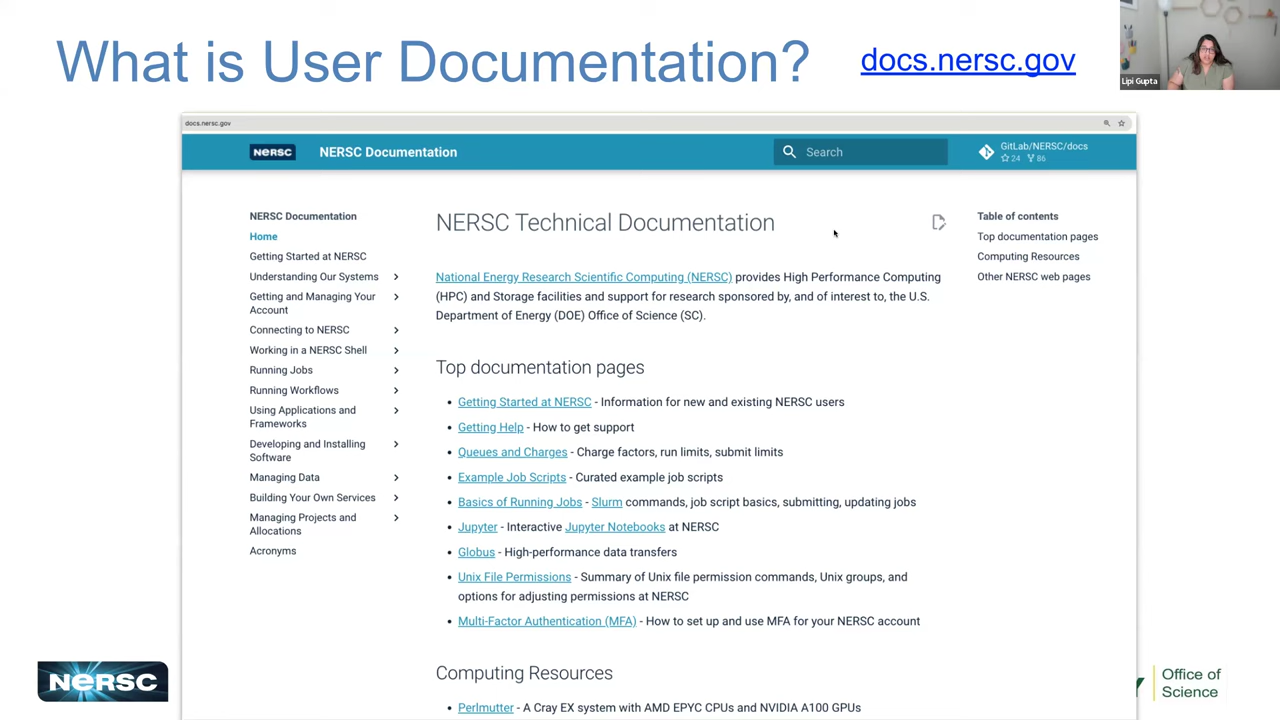 What is User Documentation?
docs.nersc.gov
Lipi Gupta
docs.nersc.gov
NERSC
NERSC Documentation
Search
GitLab/NERSC/docs
24 86
NERSC Documentation
Home
Getting Started at NERSC
Understanding Our Systems
Getting and Managing Your
Account
Connecting to NERSC
Working in a NERSC Shell
Running Jobs
Running Workflows
Using Applications and
Frameworks
Developing and Installing
Software
Managing Data
Building Your Own Services
Managing Projects and
Allocations
Acronyms
NERSC Technical Documentation
National Energy Research Scientific Computing (NERSC) provides High Performance Computing
(HPC) and Storage facilities and support for research sponsored by, and of interest to, the U.S.
Department of Energy (DOE) Office of Science (SC).
Top documentation pages
• Getting Started at NERSC - Information for new and existing NERSC users
• Getting Help - How to get support
• Queues and Charges - Charge factors, run limits, submit limits
• Example Job Scripts - Curated example job scripts
• Basics of Running Jobs - Slurm commands, job script basics, submitting, updating jobs
• Jupyter - Interactive Jupyter Notebooks at NERSC
• Globus - High-performance data transfers
• Unix File Permissions - Summary of Unix file permission commands, Unix groups, and
options for adjusting permissions at NERSC
• Multi-Factor Authentication (MFA) - How to set up and use MFA for your NERSC account
Computing Resources
• Perlmutter - A Cray EX system with AMD EPYC CPUs and NVIDIA A100 GPUs
Table of contents
Top documentation pages
Computing Resources
Other NERSC web pages
NERSC
Y
Office of
Science